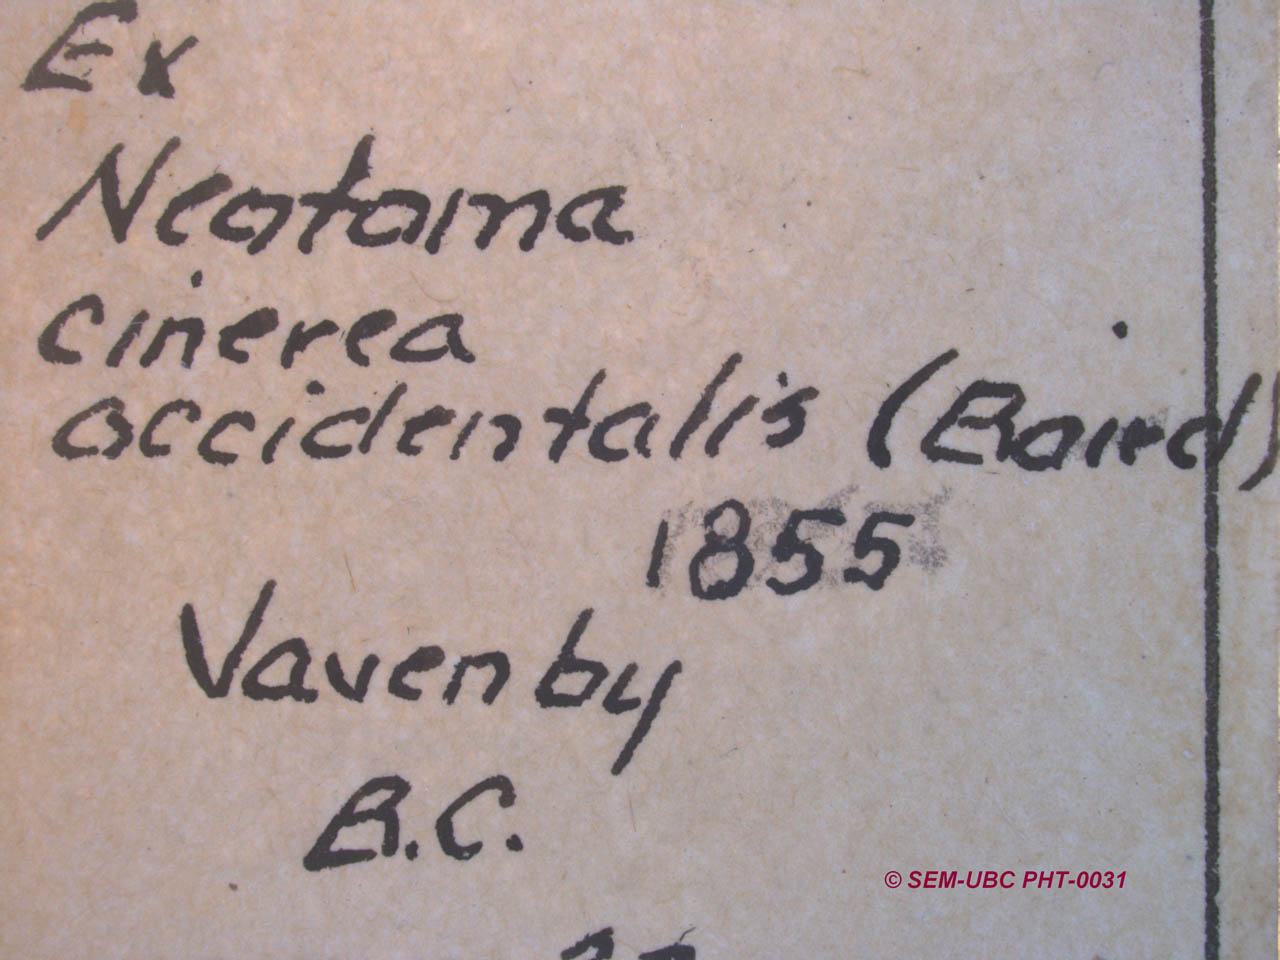 Ex
Neotoma
cinerea
occidentalis (Baird)
1855
Vavenby
B.C.
© SEM-UBC PHT-0031